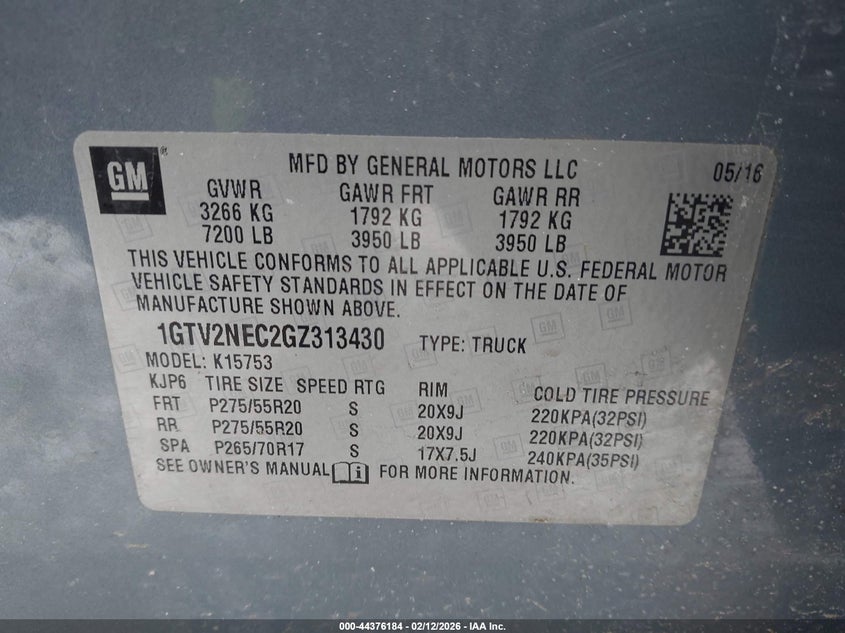 GM
MFD BY GENERAL MOTORS LLC 05/16
GVWR GAWR FRT GAWR RR
3266 KG 1792 KG 1792 KG
7200 LB 3950 LB 3950 LB
THIS VEHICLE CONFORMS TO ALL APPLICABLE U.S. FEDERAL MOTOR
VEHICLE SAFETY STANDARDS IN EFFECT ON THE DATE OF
MANUFACTURE SHOWN ABOVE.
1GTV2NEC2GZ313430 TYPE: TRUCK
MODEL: K15753
KJP6 TIRE SIZE SPEED RTG RIM COLD TIRE PRESSURE
FRT P275/55R20 S 20X9J 220KPA(32PSI)
RR P275/55R20 S 20X9J 220KPA(32PSI)
SPA P265/70R17 S 17X7.5J 240KPA(35PSI)
SEE OWNER'S MANUAL FOR MORE INFORMATION.
000-44376184 - 02/12/2026 - IAA Inc.